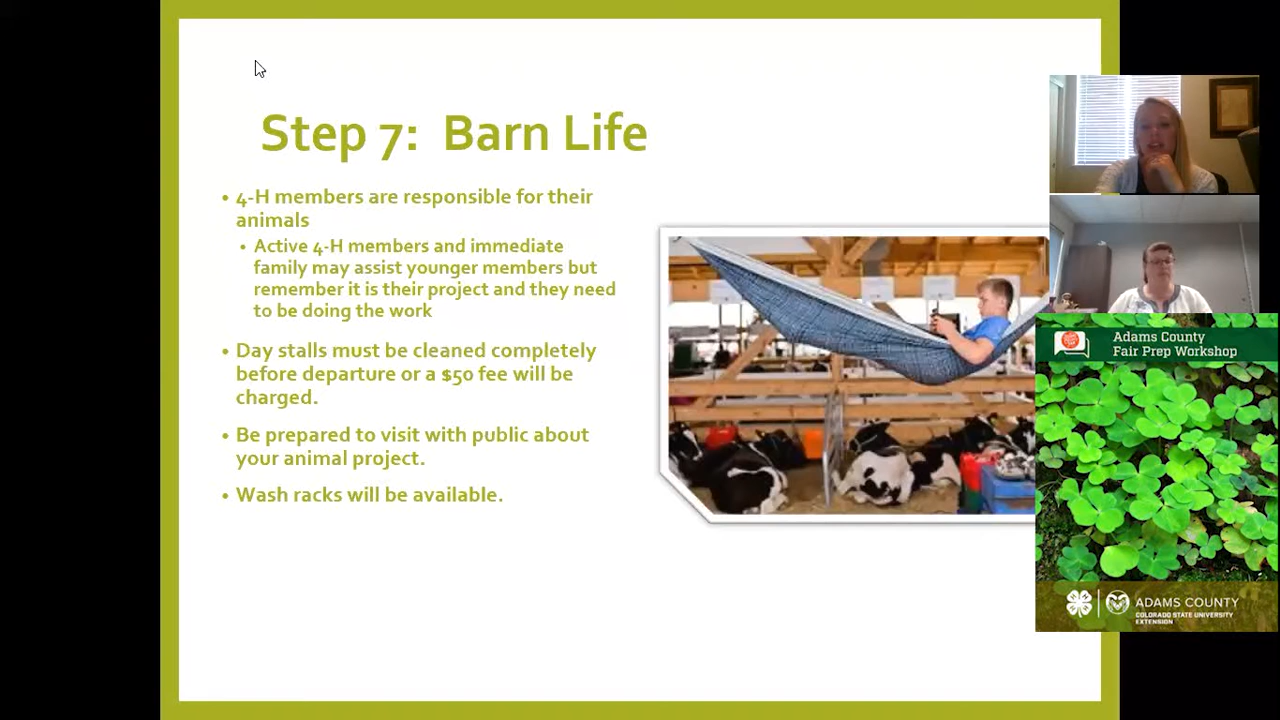 Step 7: Barn Life
• 4-H members are responsible for their
animals
• Active 4-H members and immediate
family may assist younger members but
remember it is their project and they need
to be doing the work
• Day stalls must be cleaned completely
before departure or a $50 fee will be
charged.
• Be prepared to visit with public about
your animal project.
• Wash racks will be available.
Adams County
Fair Prep Workshop
ADAMS COUNTY
COLORADO STATE UNIVERSITY
EXTENSION